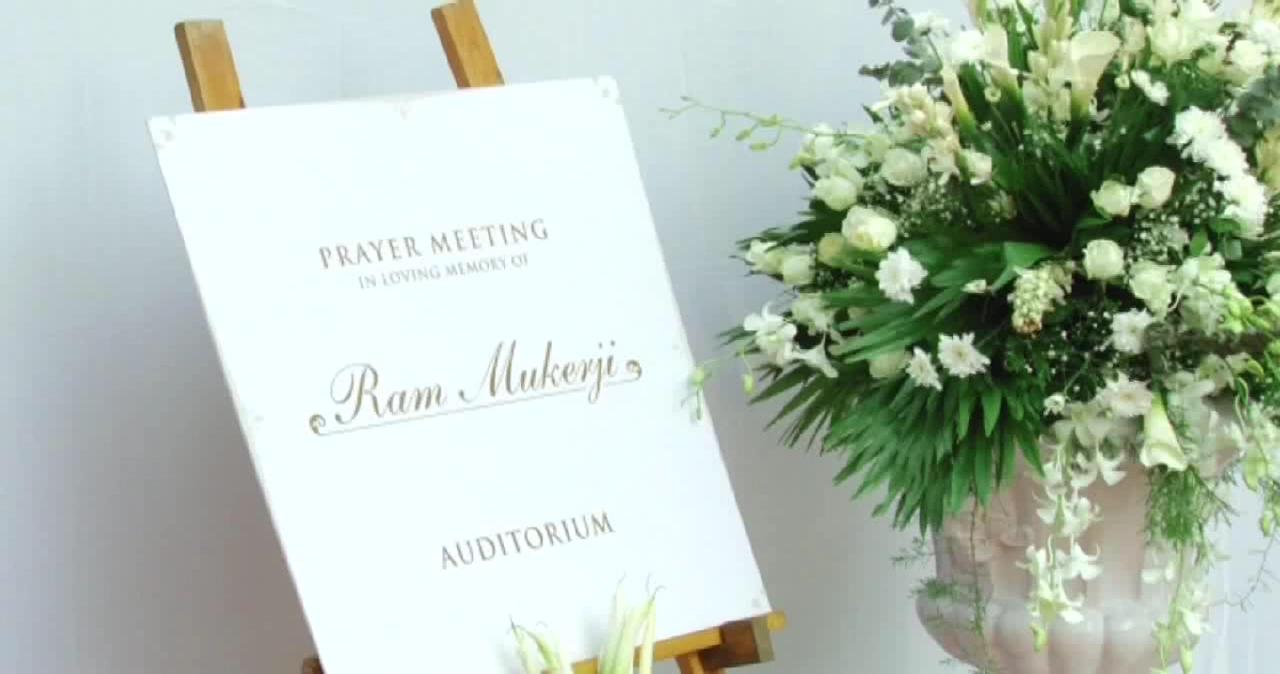 PRAYER MEETING
IN LOVING MEMORY OF
Ram Mukerji
AUDITORIUM